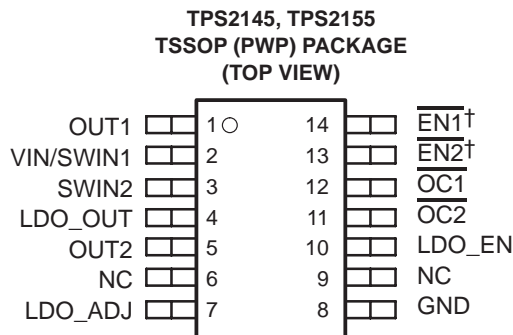 TPS2145, TPS2155
TSSOP (PWP) PACKAGE
(TOP VIEW)
OUT1 1 14 EN1†
VIN/SWIN1 2 13 EN2†
SWIN2 3 12 OC1
LDO_OUT 4 11 OC2
OUT2 5 10 LDO_EN
NC 6 9 NC
LDO_ADJ 7 8 GND